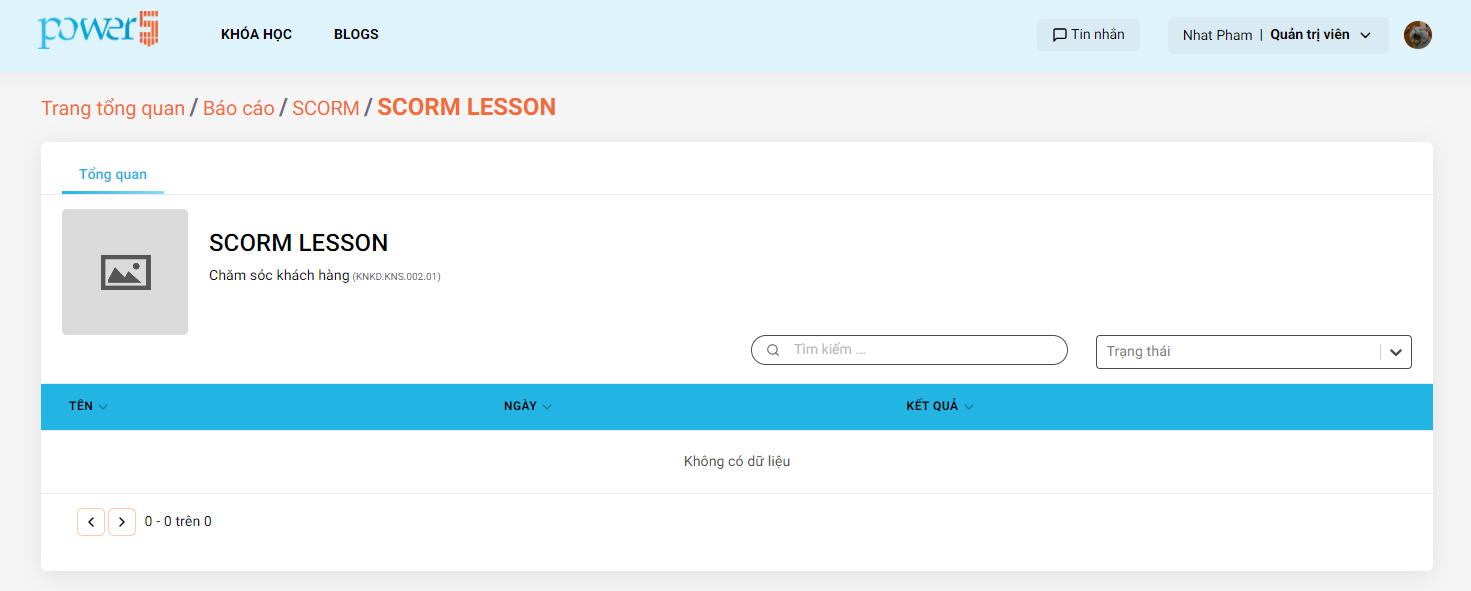 power5
KHÓA HỌC
BLOGS
Tin nhắn
Nhat Pham | Quản trị viên
Trang tổng quan / Báo cáo / SCORM / SCORM LESSON
Tổng quan
SCORM LESSON
Chăm sóc khách hàng (KNKD.KNS.002.01)
Tìm kiếm ...
Trạng thái
TÊN
NGÀY
KẾT QUẢ
Không có dữ liệu
0 - 0 trên 0